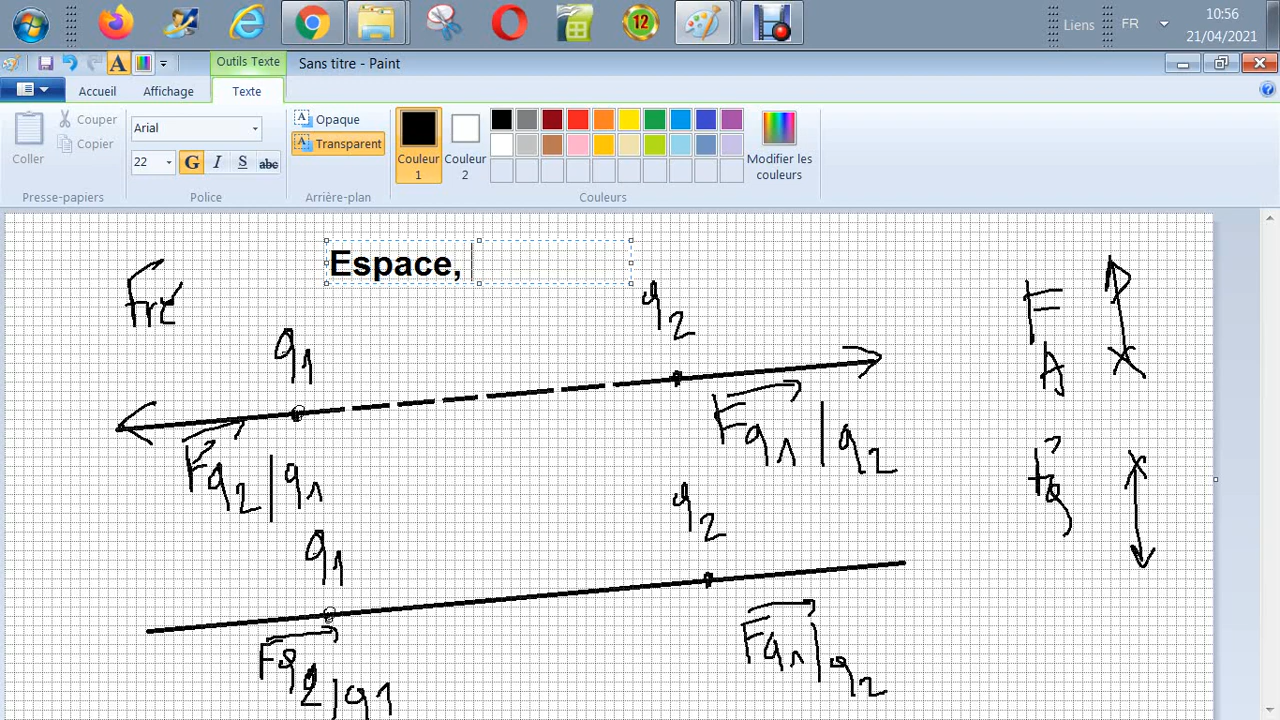 12
Liens
FR
10:56
21/04/2021
Outils Texte
Sans titre - Paint
Accueil
Affichage
Texte
Coller
Couper
Copier
Presse-papiers
Arial
22
G I S abc
Police
Opaque
Transparent
Arrière-plan
Couleur
1
Couleur
2
Modifier les
couleurs
Couleurs
Espace,
q2
q1
F
Fq1|q2
Fq2|q1
q2
q1
Fq1|q2
Fq2|q1